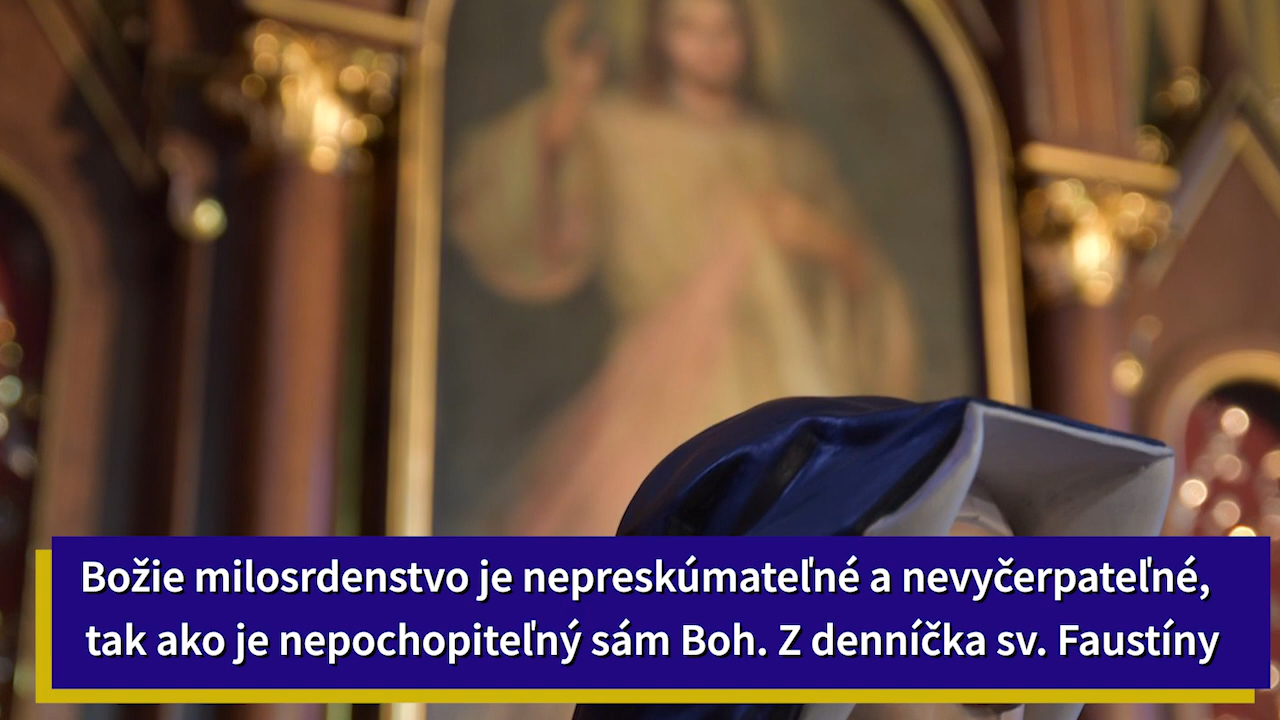 Božie milosrdenstvo je nepreskúmateľné a nevyčerpateľné,
tak ako je nepochopiteľný sám Boh. Z denníčka sv. Faustíny